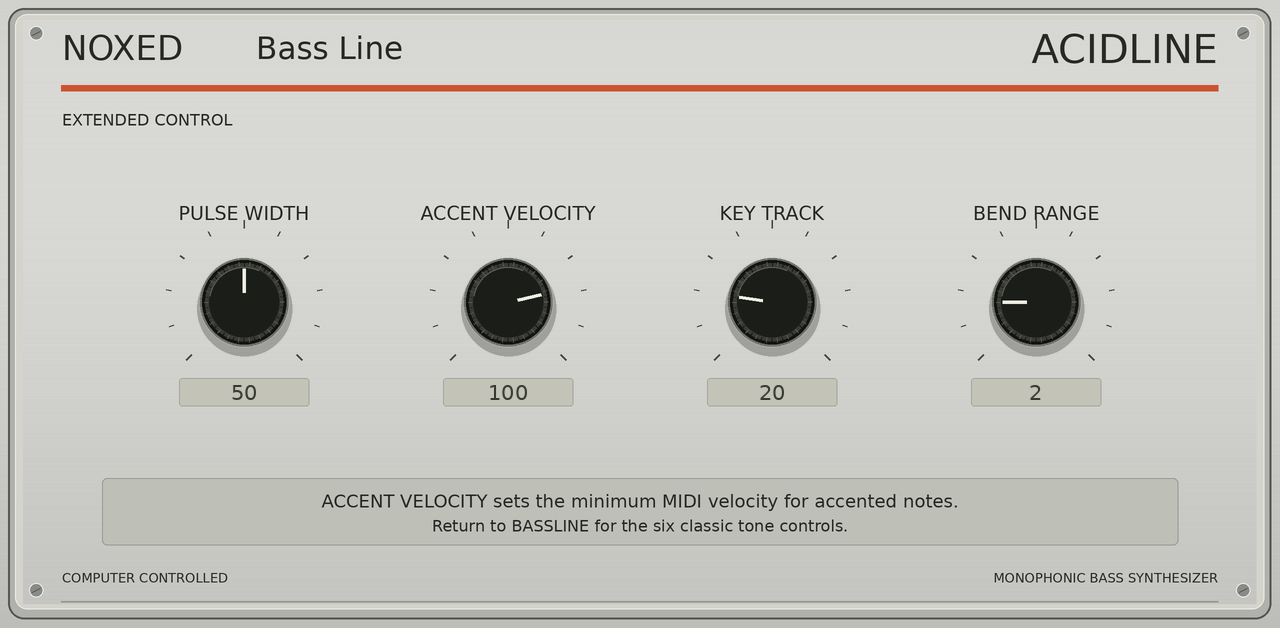 NOXED Bass Line ACIDLINE
EXTENDED CONTROL
PULSE WIDTH ACCENT VELOCITY KEY TRACK BEND RANGE
50 100 20 2
ACCENT VELOCITY sets the minimum MIDI velocity for accented notes.
Return to BASSLINE for the six classic tone controls.
COMPUTER CONTROLLED MONOPHONIC BASS SYNTHESIZER